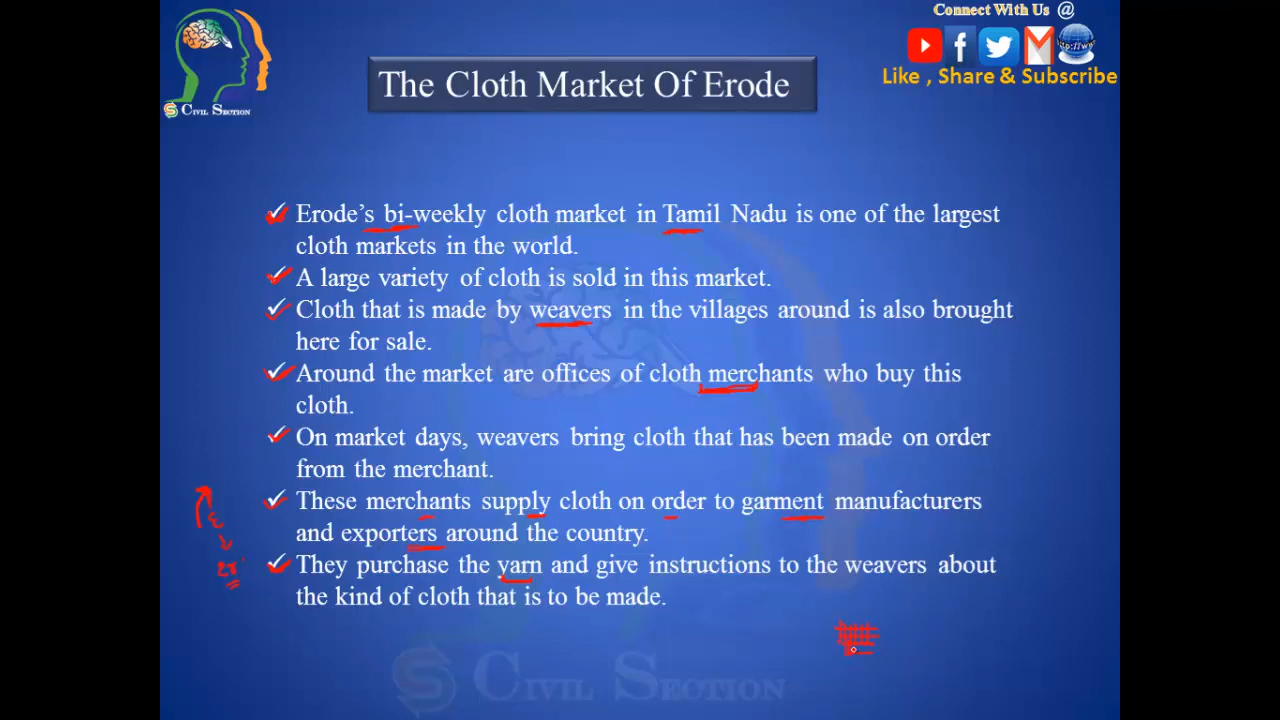 Connect With Us @
http://www
Like , Share & Subscribe
S CIVIL SECTION
The Cloth Market Of Erode
Erode's bi-weekly cloth market in Tamil Nadu is one of the largest
cloth markets in the world.
A large variety of cloth is sold in this market.
Cloth that is made by weavers in the villages around is also brought
here for sale.
Around the market are offices of cloth merchants who buy this
cloth.
On market days, weavers bring cloth that has been made on order
from the merchant.
These merchants supply cloth on order to garment manufacturers
and exporters around the country.
They purchase the yarn and give instructions to the weavers about
the kind of cloth that is to be made.
S CIVIL SECTION